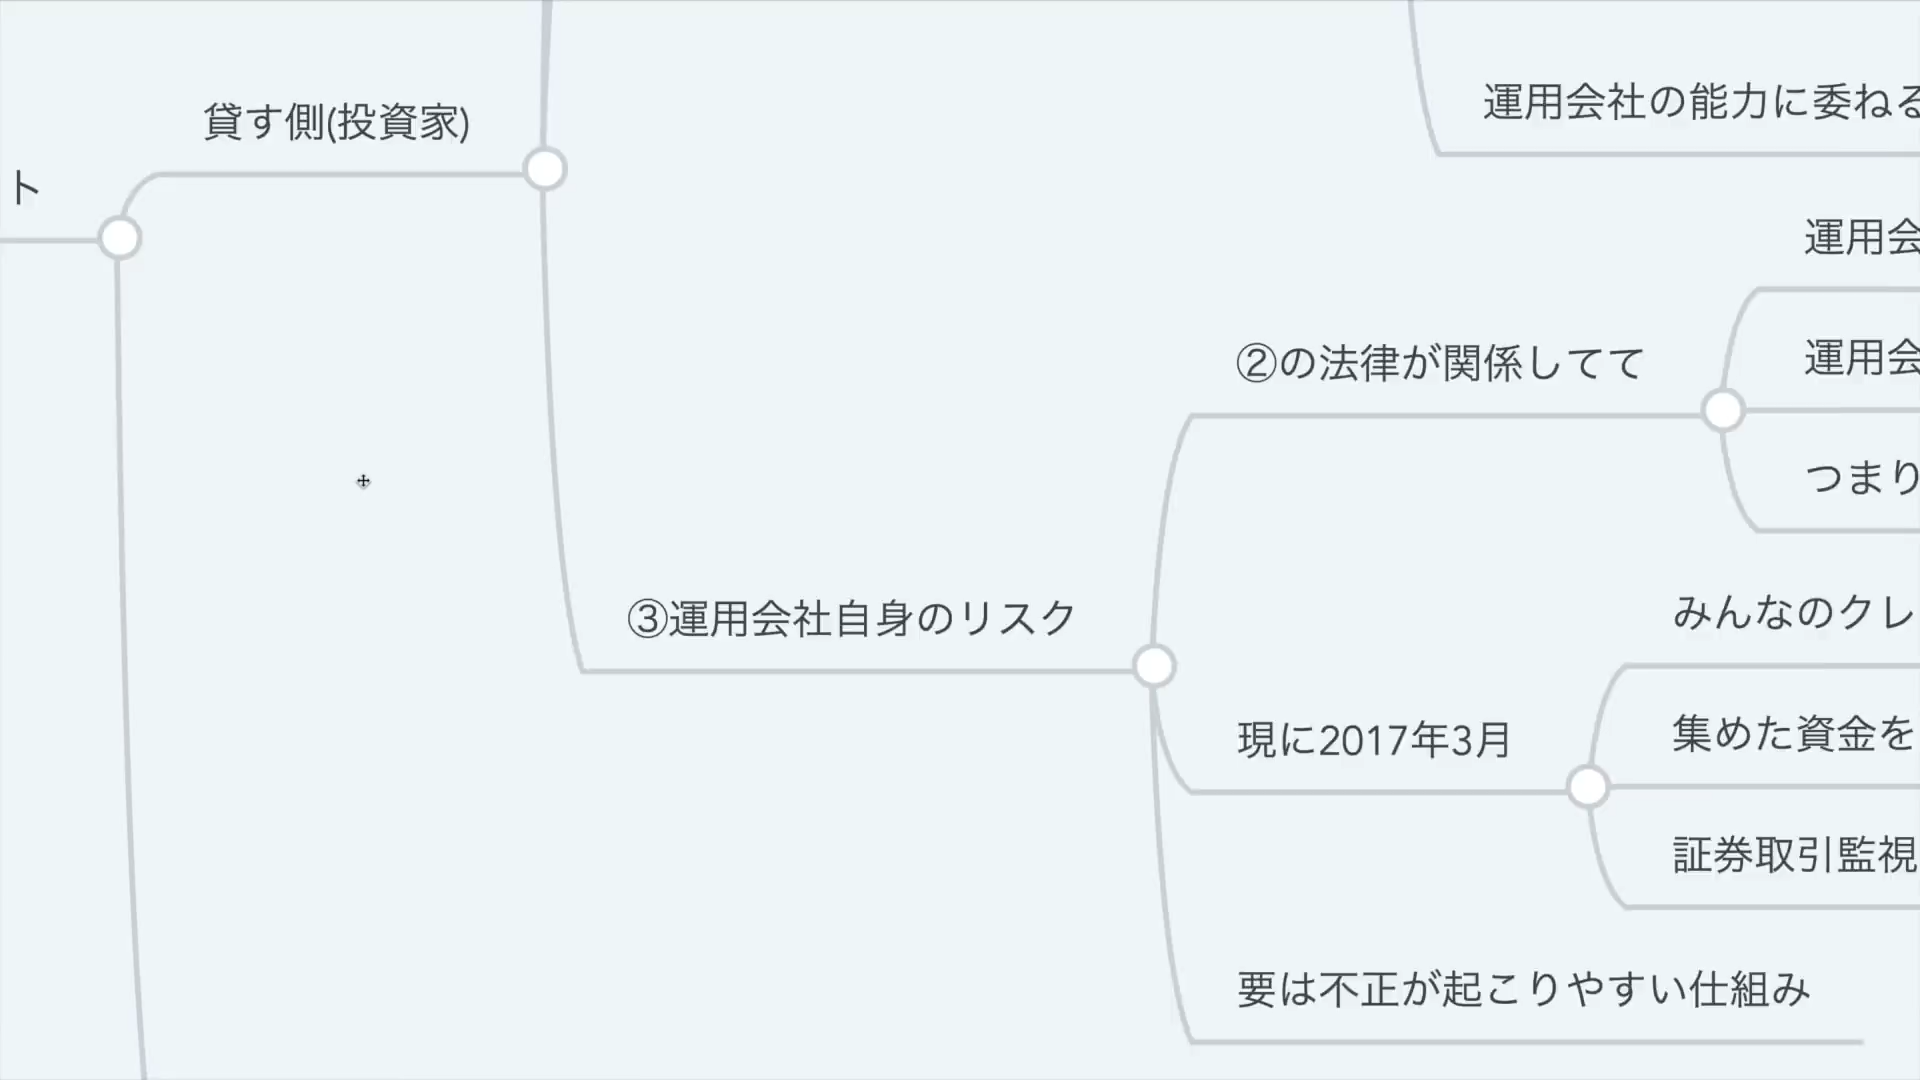 ト
貸す側(投資家)
運用会社の能力に委ねる
③運用会社自身のリスク
②の法律が関係してて
運用会
運用会
つまり
現に2017年3月
みんなのクレ
集めた資金を
証券取引監視
要は不正が起こりやすい仕組み